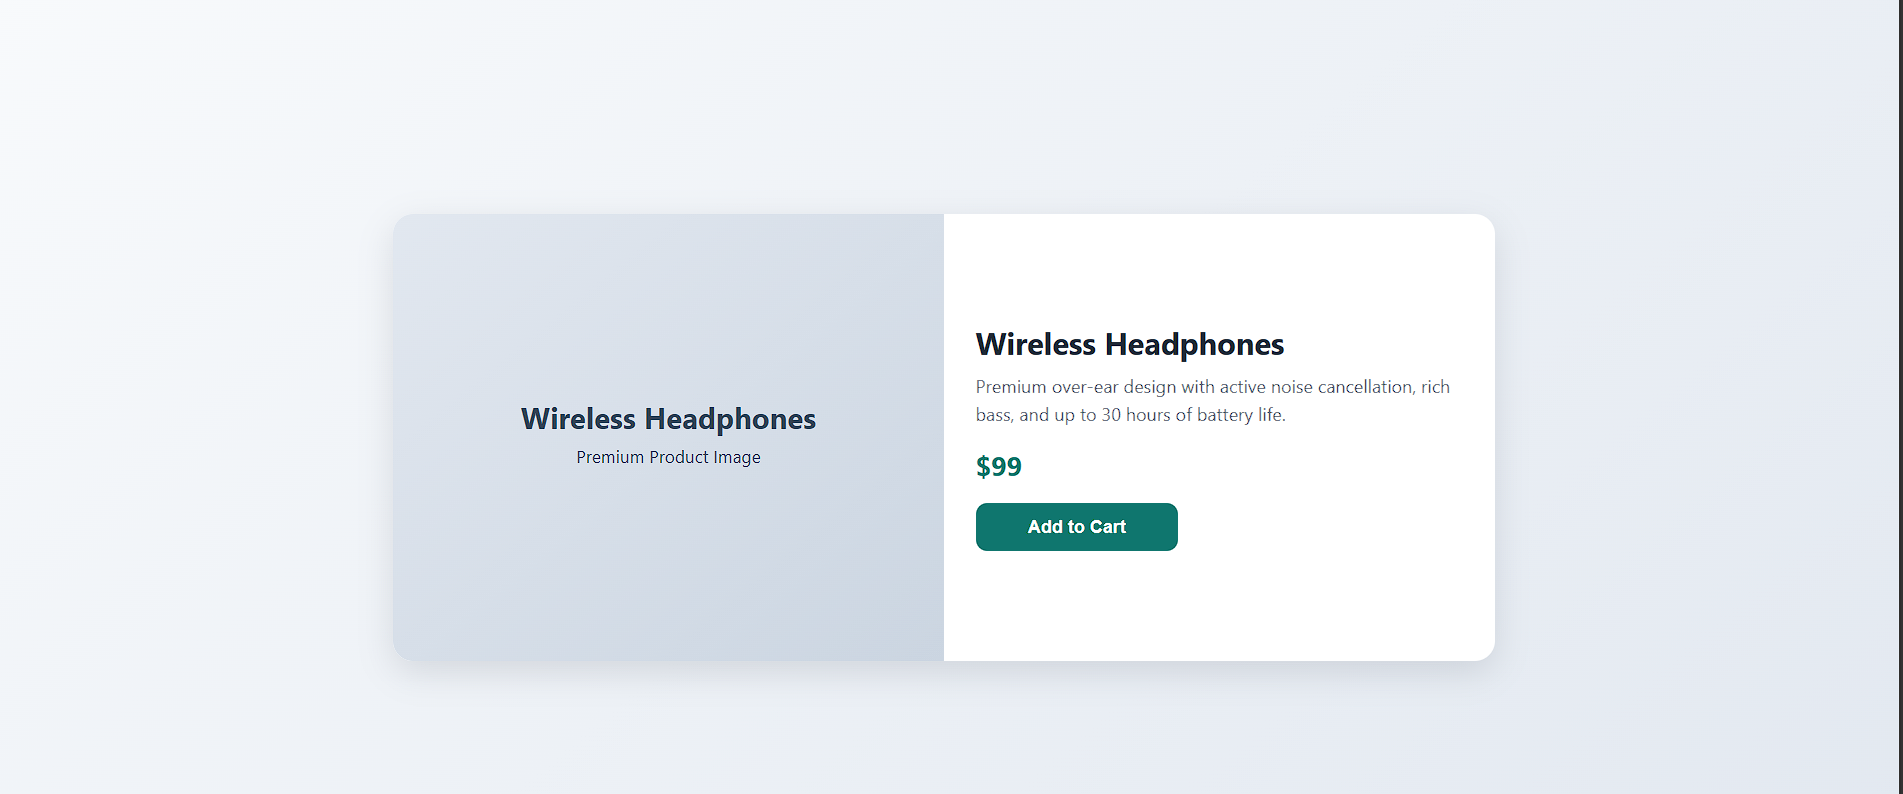 Wireless Headphones
Premium Product Image
Wireless Headphones
Premium over-ear design with active noise cancellation, rich
bass, and up to 30 hours of battery life.
$99
Add to Cart